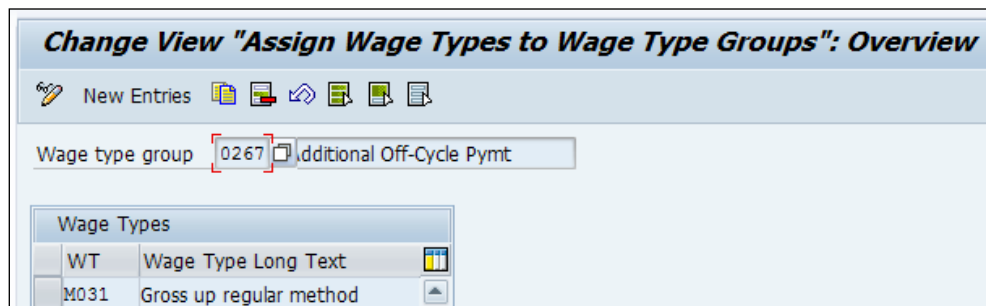 Change View "Assign Wage Types to Wage Type Groups": Overview
New Entries
Wage type group 0267 Additional Off-Cycle Pymt
Wage Types
WT Wage Type Long Text
M031 Gross up regular method